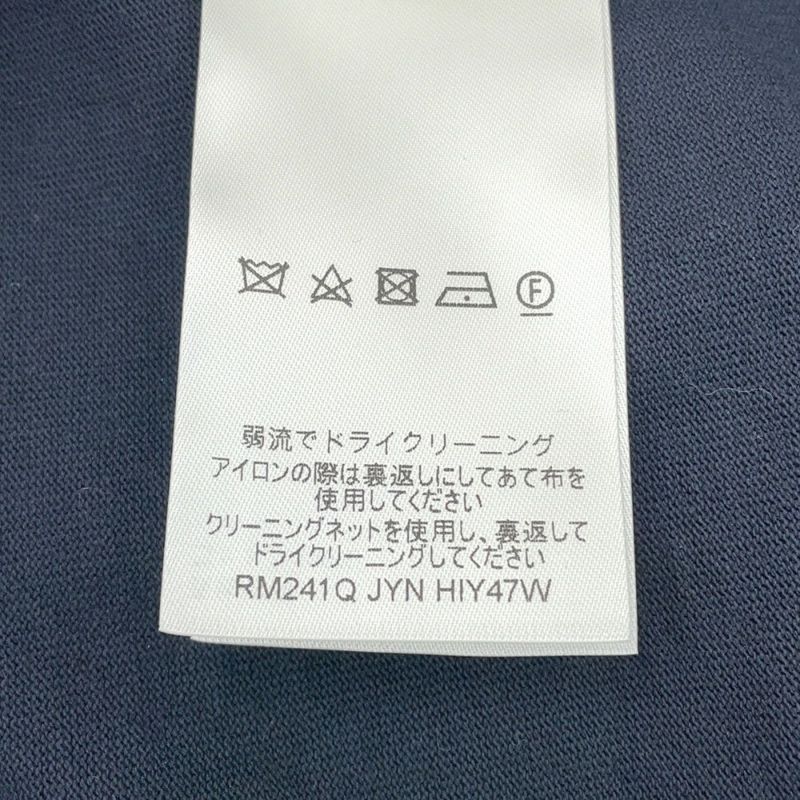 F
弱流でドライクリーニング
アイロンの際は裏返しにしてあて布を
使用してください
クリーニングネットを使用し、裏返して
ドライクリーニングしてください
RM241Q JYN HIY47W